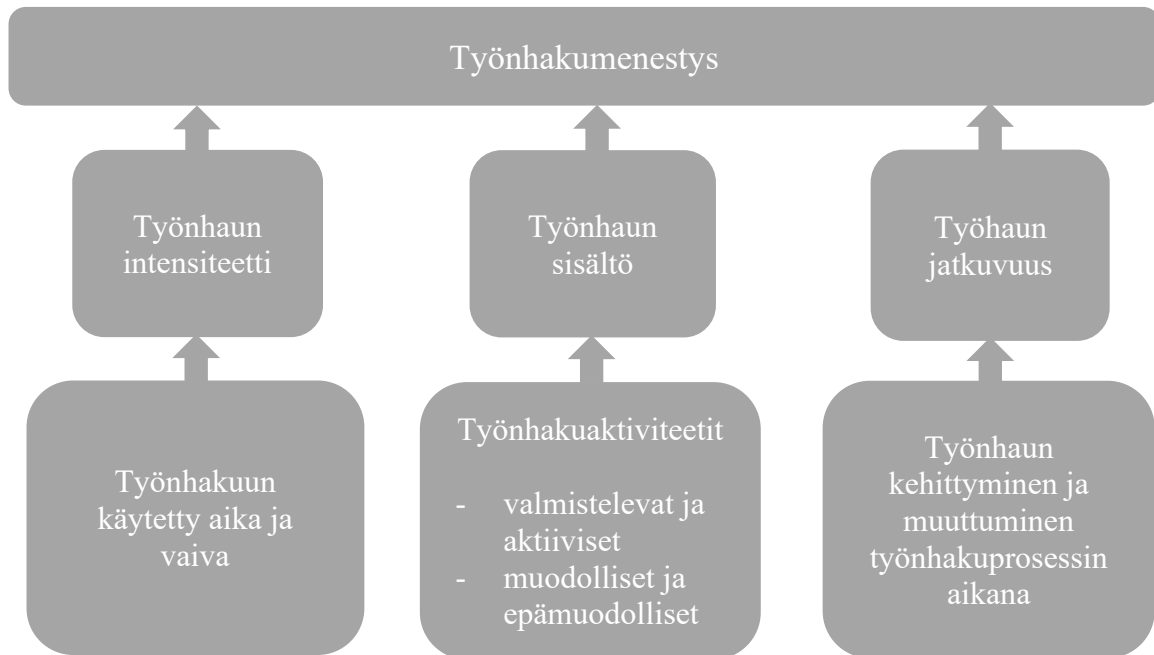 Työnhakumenestys
Työnhaun
intensiteetti
Työnhaun
sisältö
Työhaun
jatkuvuus
Työnhakuun
käytetty aika ja
vaiva
Työnhakuaktiviteetit
- valmistelevat ja
aktiiviset
- muodolliset ja
epämuodolliset
Työnhaun
kehittyminen ja
muuttuminen
työnhakuprosessin
aikana